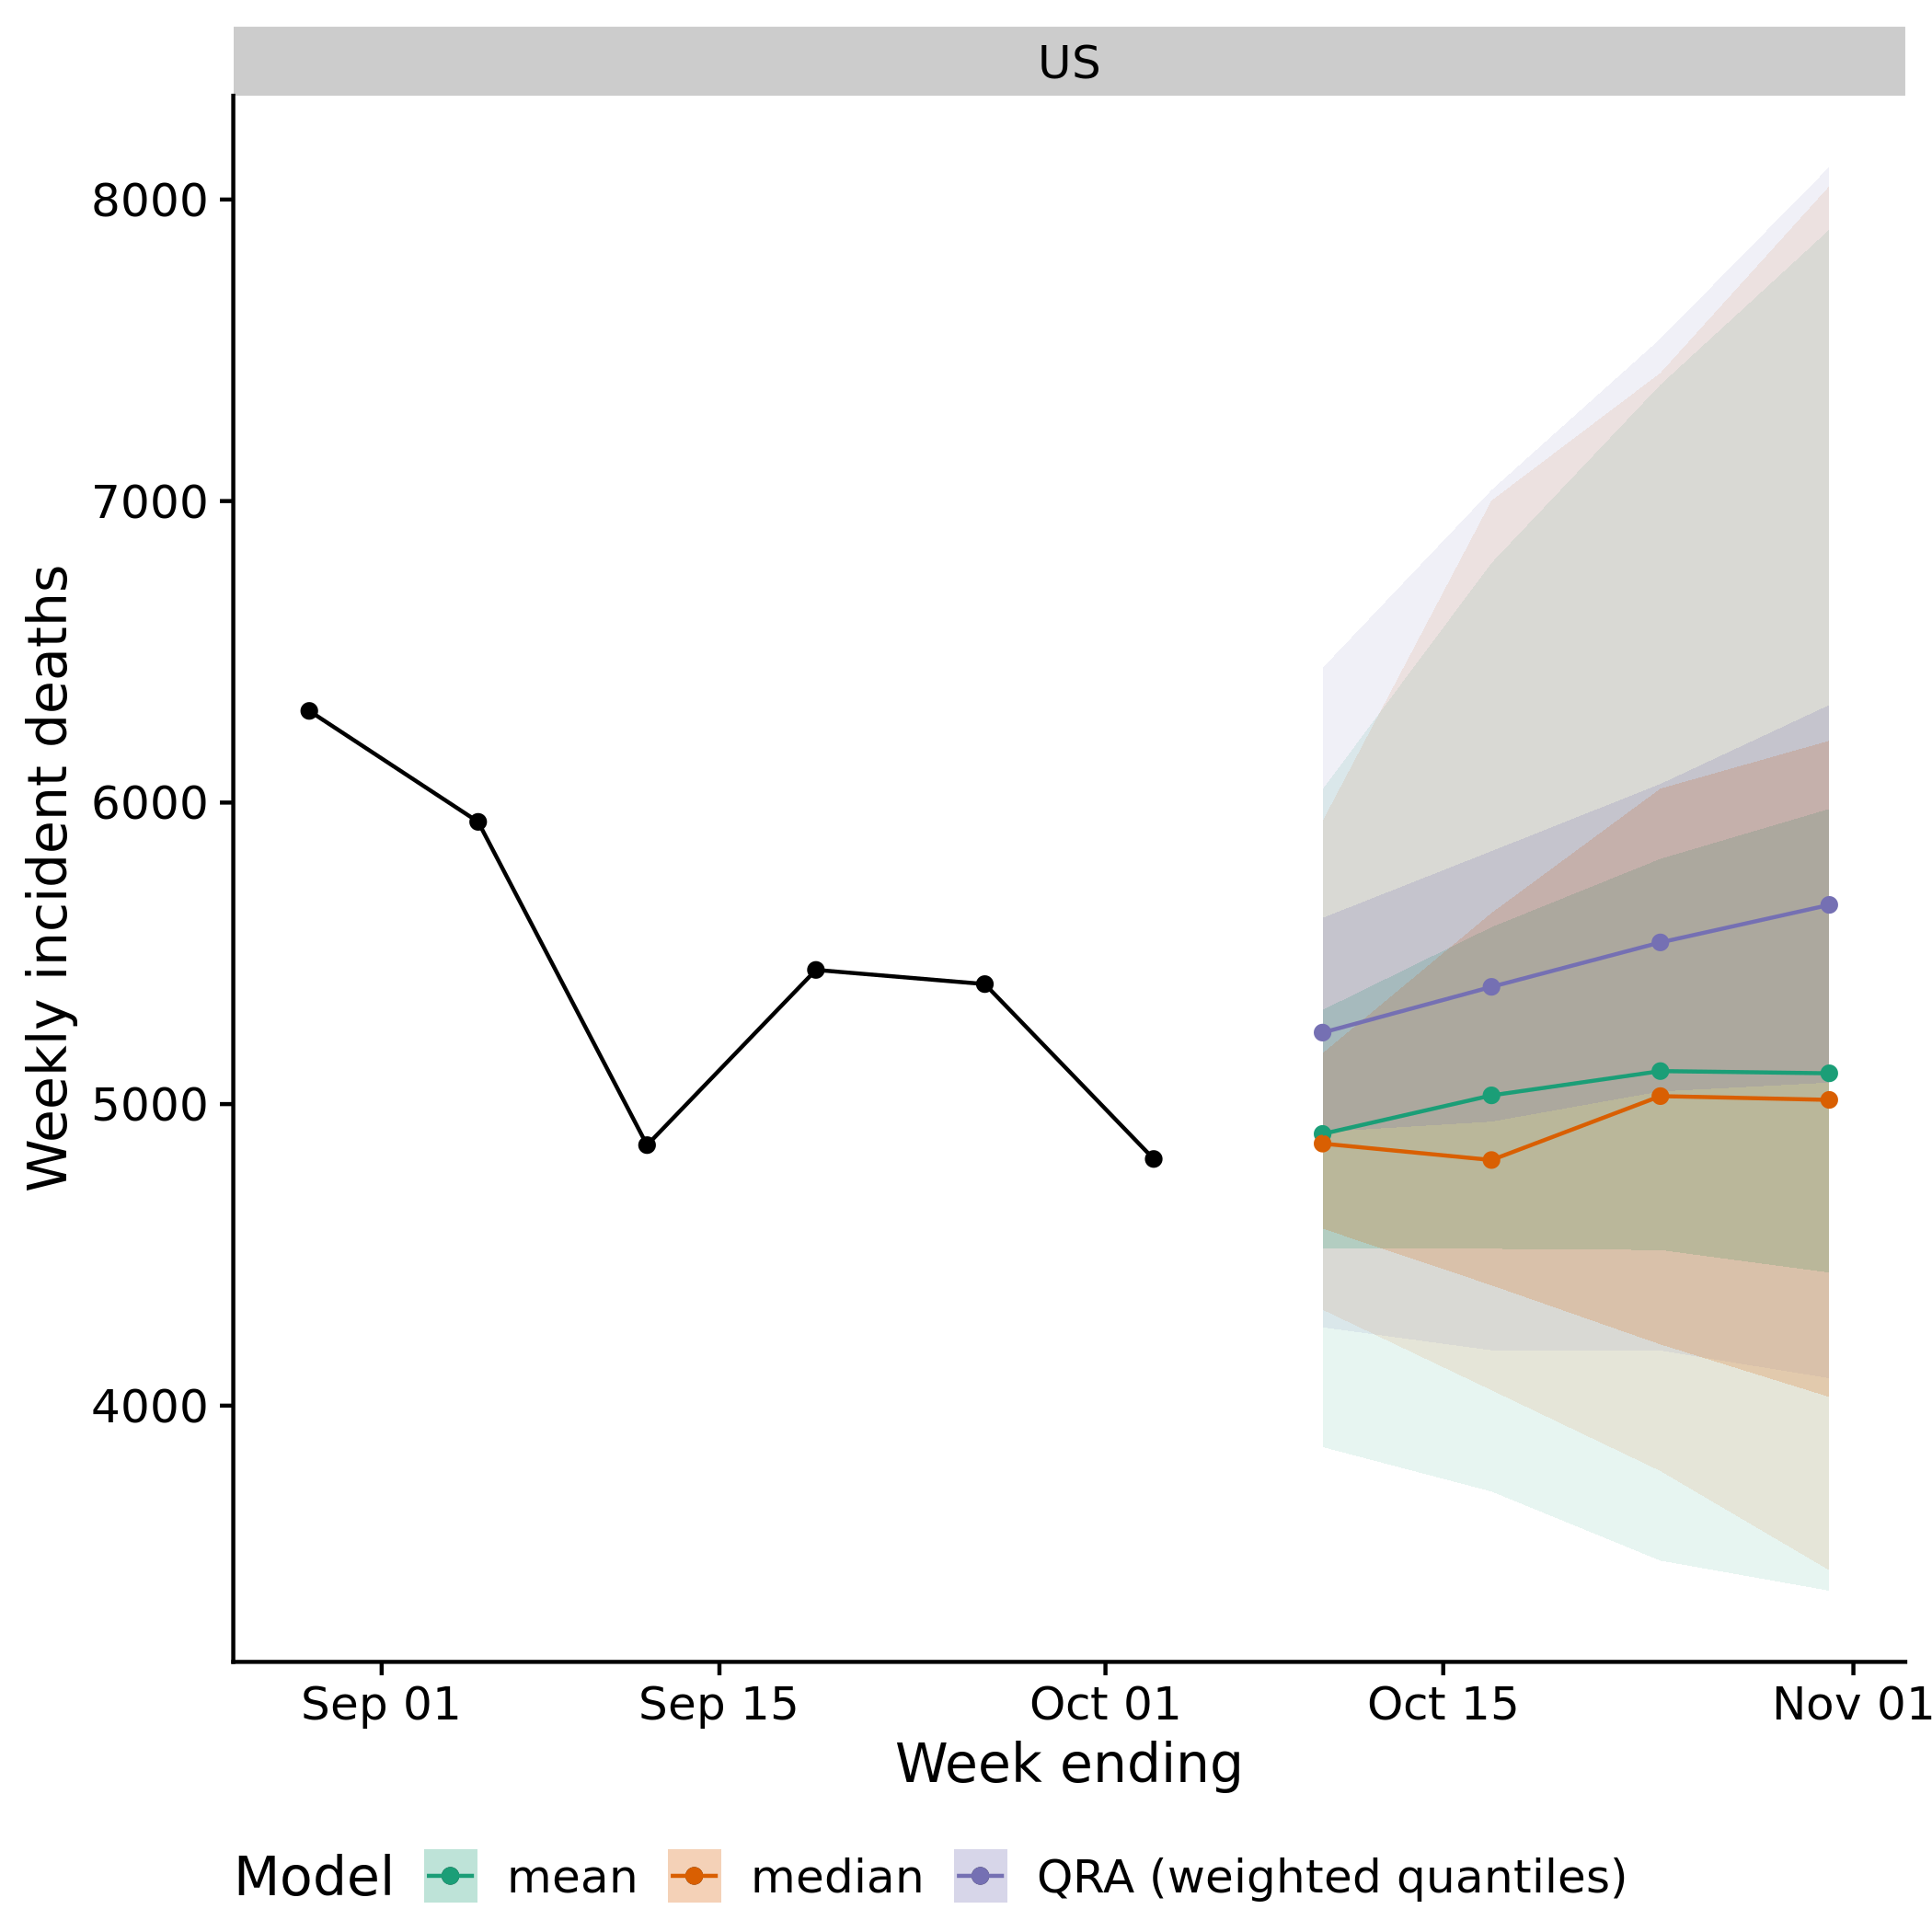 US
8000
7000
6000
5000
4000
Weekly incident deaths
Sep 01 Sep 15 Oct 01 Oct 15 Nov 01
Week ending
Model mean median QRA (weighted quantiles)